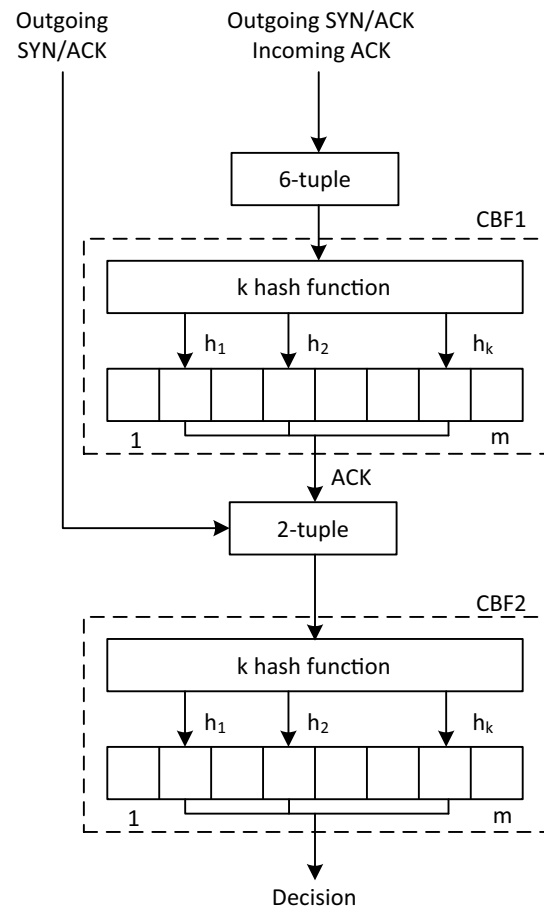 Outgoing
SYN/ACK
Outgoing SYN/ACK
Incoming ACK
6-tuple
CBF1
k hash function
h₁
h₂
hₖ
1
m
ACK
2-tuple
CBF2
k hash function
h₁
h₂
hₖ
1
m
Decision